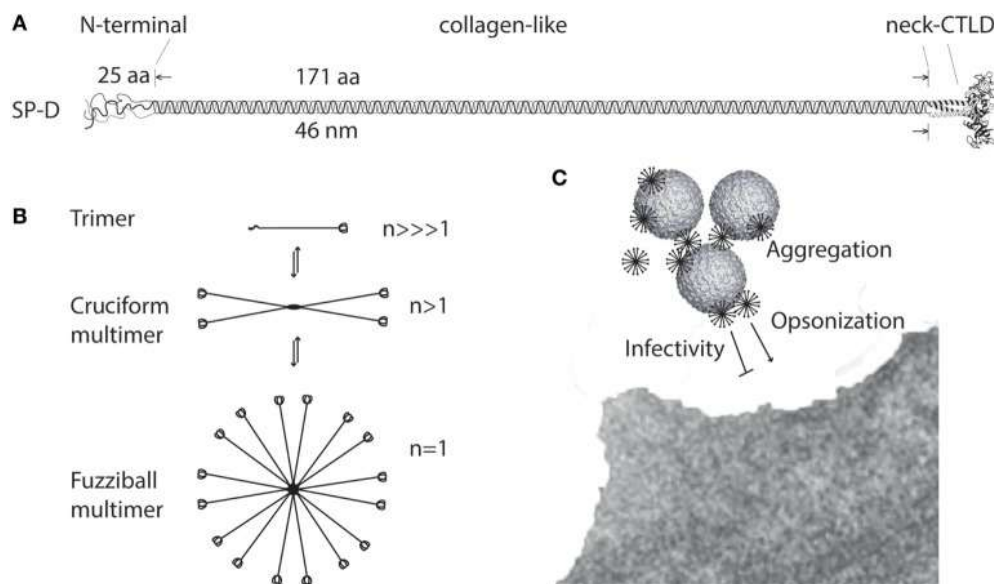 A
N-terminal
collagen-like
neck-CTLD
25 aa
171 aa
SP-D
46 nm
B
Trimer
n>>>1
Cruciform
multimer
n>1
Fuzziball
multimer
n=1
C
Aggregation
Opsonization
Infectivity